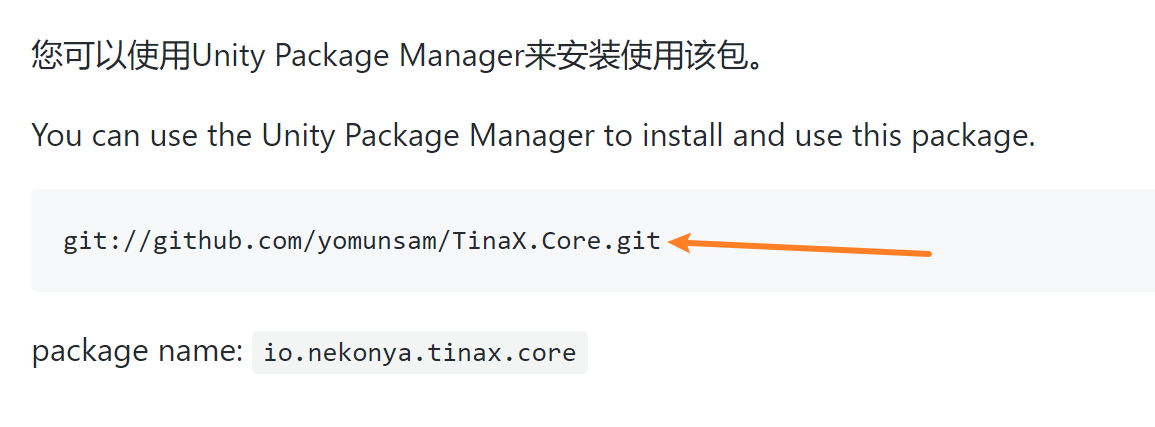 您可以使用Unity Package Manager来安装使用该包。
You can use the Unity Package Manager to install and use this package.
git://github.com/yomunsam/TinaX.Core.git
package name: io.nekonya.tinax.core